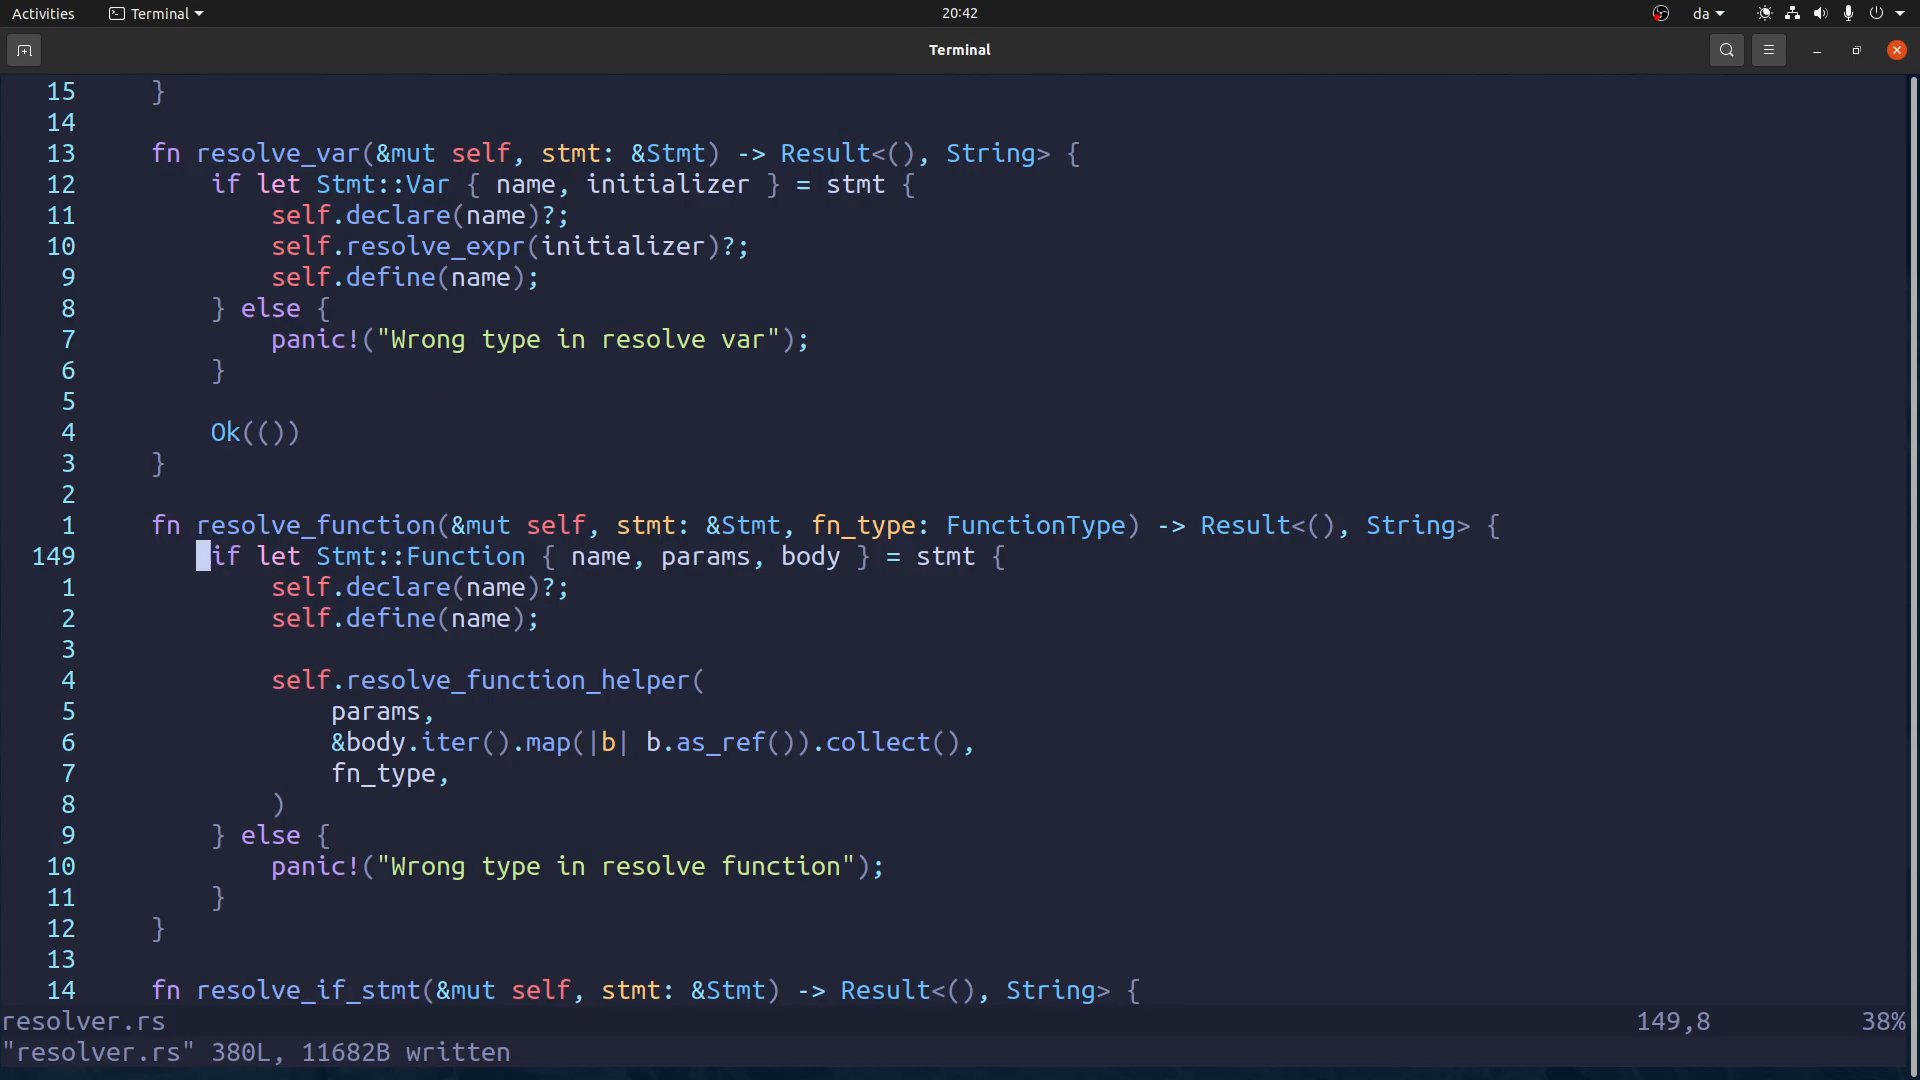 Activities Terminal 20:42 da
Terminal
15     }
14
13     fn resolve_var(&mut self, stmt: &Stmt) -> Result<(), String> {
12         if let Stmt::Var { name, initializer } = stmt {
11             self.declare(name)?;
10             self.resolve_expr(initializer)?;
9             self.define(name);
8         } else {
7             panic!("Wrong type in resolve var");
6         }
5
4         Ok(())
3     }
2
1     fn resolve_function(&mut self, stmt: &Stmt, fn_type: FunctionType) -> Result<(), String> {
149         if let Stmt::Function { name, params, body } = stmt {
1             self.declare(name)?;
2             self.define(name);
3
4             self.resolve_function_helper(
5                 params,
6                 &body.iter().map(|b| b.as_ref()).collect(),
7                 fn_type,
8             )
9         } else {
10             panic!("Wrong type in resolve function");
11         }
12     }
13
14     fn resolve_if_stmt(&mut self, stmt: &Stmt) -> Result<(), String> {
resolver.rs 149,8 38%
"resolver.rs" 380L, 11682B written